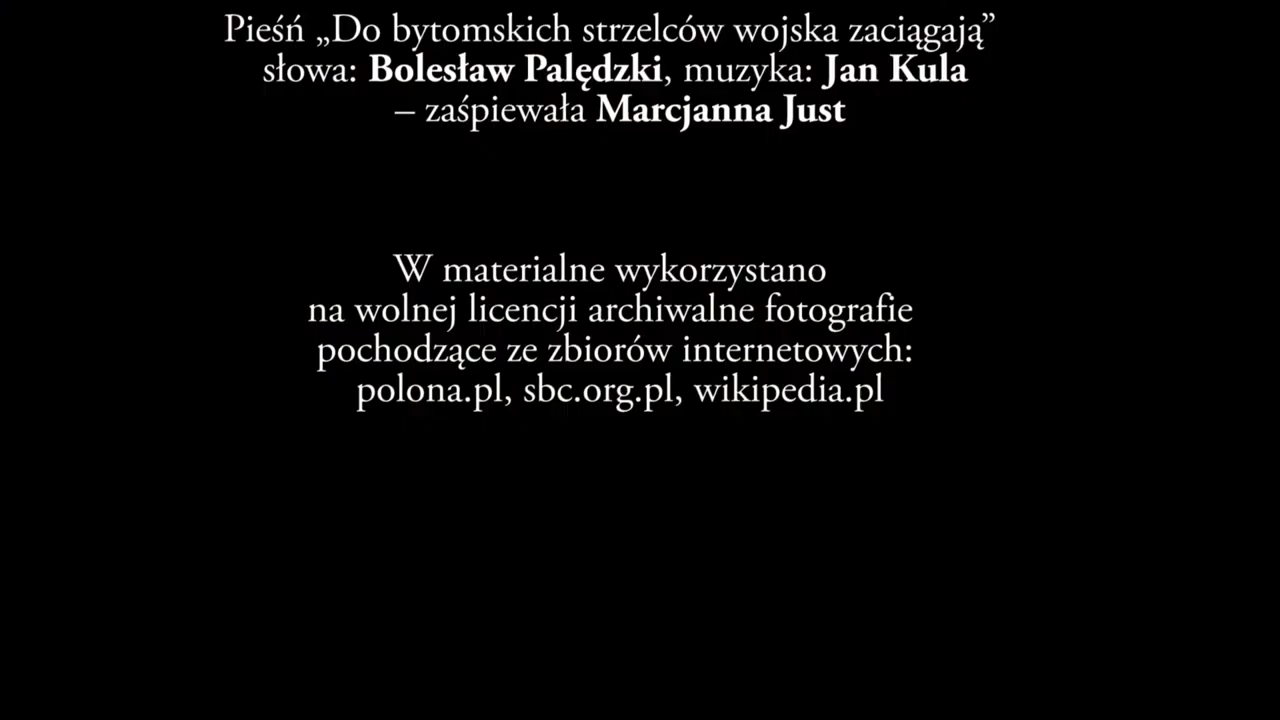 Pieśń „Do bytomskich strzelców wojska zaciągają”
słowa: Bolesław Palędzki, muzyka: Jan Kula
– zaśpiewała Marcjanna Just
W materialne wykorzystano
na wolnej licencji archiwalne fotografie
pochodzące ze zbiorów internetowych:
polona.pl, sbc.org.pl, wikipedia.pl